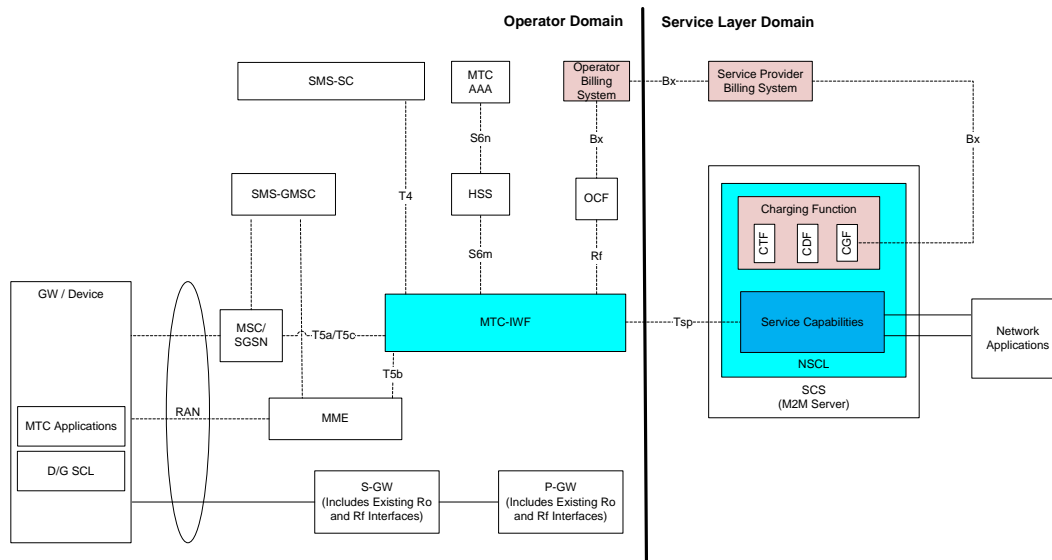 Operator Domain
Service Layer Domain
SMS-SC
MTC
AAA
Operator
Billing
System
Bx
Service Provider
Billing System
S6n
Bx
Bx
SMS-GMSC
T4
HSS
OCF
Charging Function
CTF
CDF
CGF
S6m
Rf
GW / Device
MSC/
SGSN
T5a/T5c
MTC-IWF
Tsp
Service Capabilities
Network
Applications
NSCL
T5b
SCS
(M2M Server)
RAN
MME
MTC Applications
D/G SCL
S-GW
(Includes Existing Ro
and Rf Interfaces)
P-GW
(Includes Existing Ro
and Rf Interfaces)